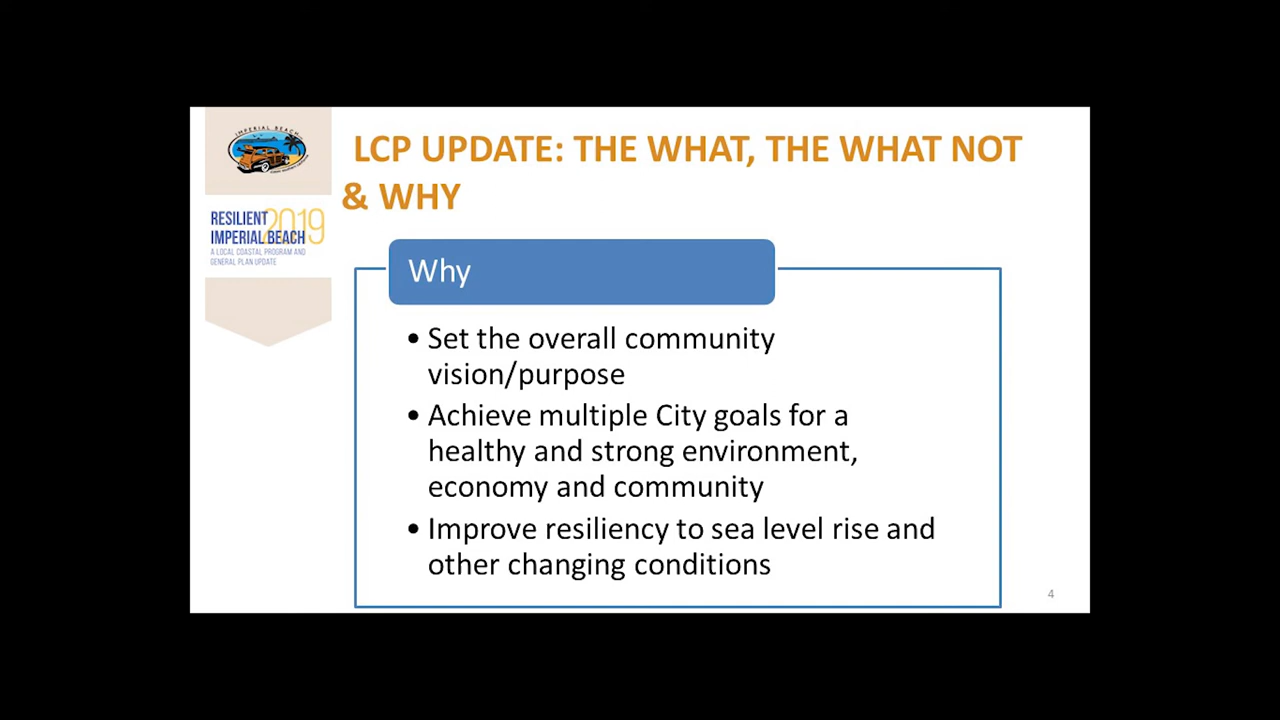 IMPERIAL BEACH
RESILIENT 2019
IMPERIAL BEACH
A LOCAL COASTAL PROGRAM AND
GENERAL PLAN UPDATE
LCP UPDATE: THE WHAT, THE WHAT NOT
& WHY
Why
• Set the overall community
vision/purpose
• Achieve multiple City goals for a
healthy and strong environment,
economy and community
• Improve resiliency to sea level rise and
other changing conditions
4